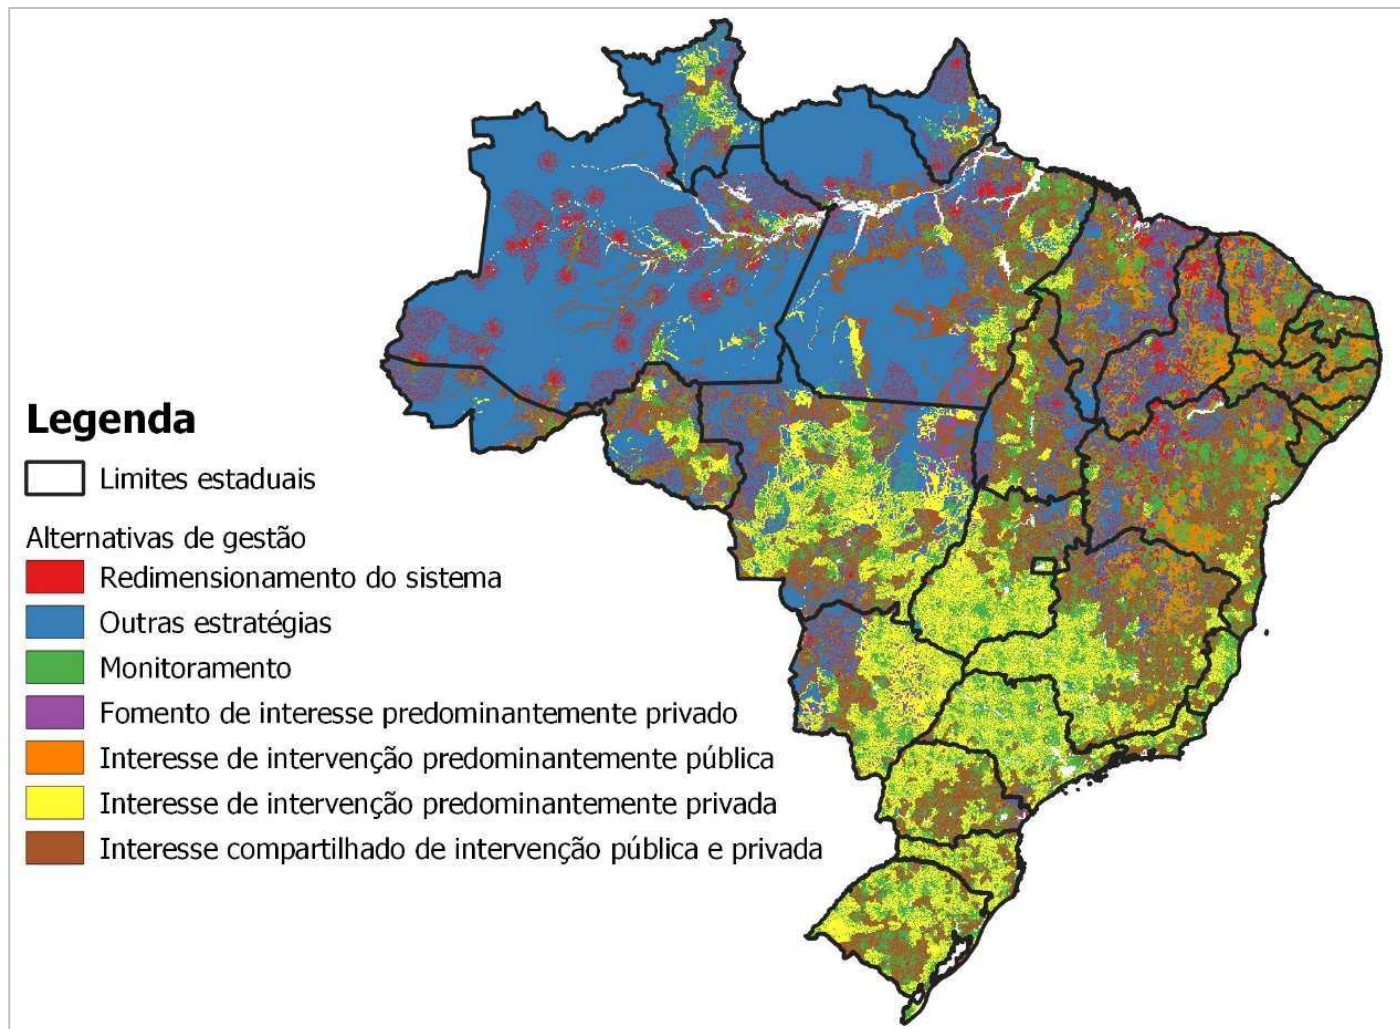 Legenda
Limites estaduais
Alternativas de gestão
Redimensionamento do sistema
Outras estratégias
Monitoramento
Fomento de interesse predominantemente privado
Interesse de intervenção predominantemente pública
Interesse de intervenção predominantemente privada
Interesse compartilhado de intervenção pública e privada